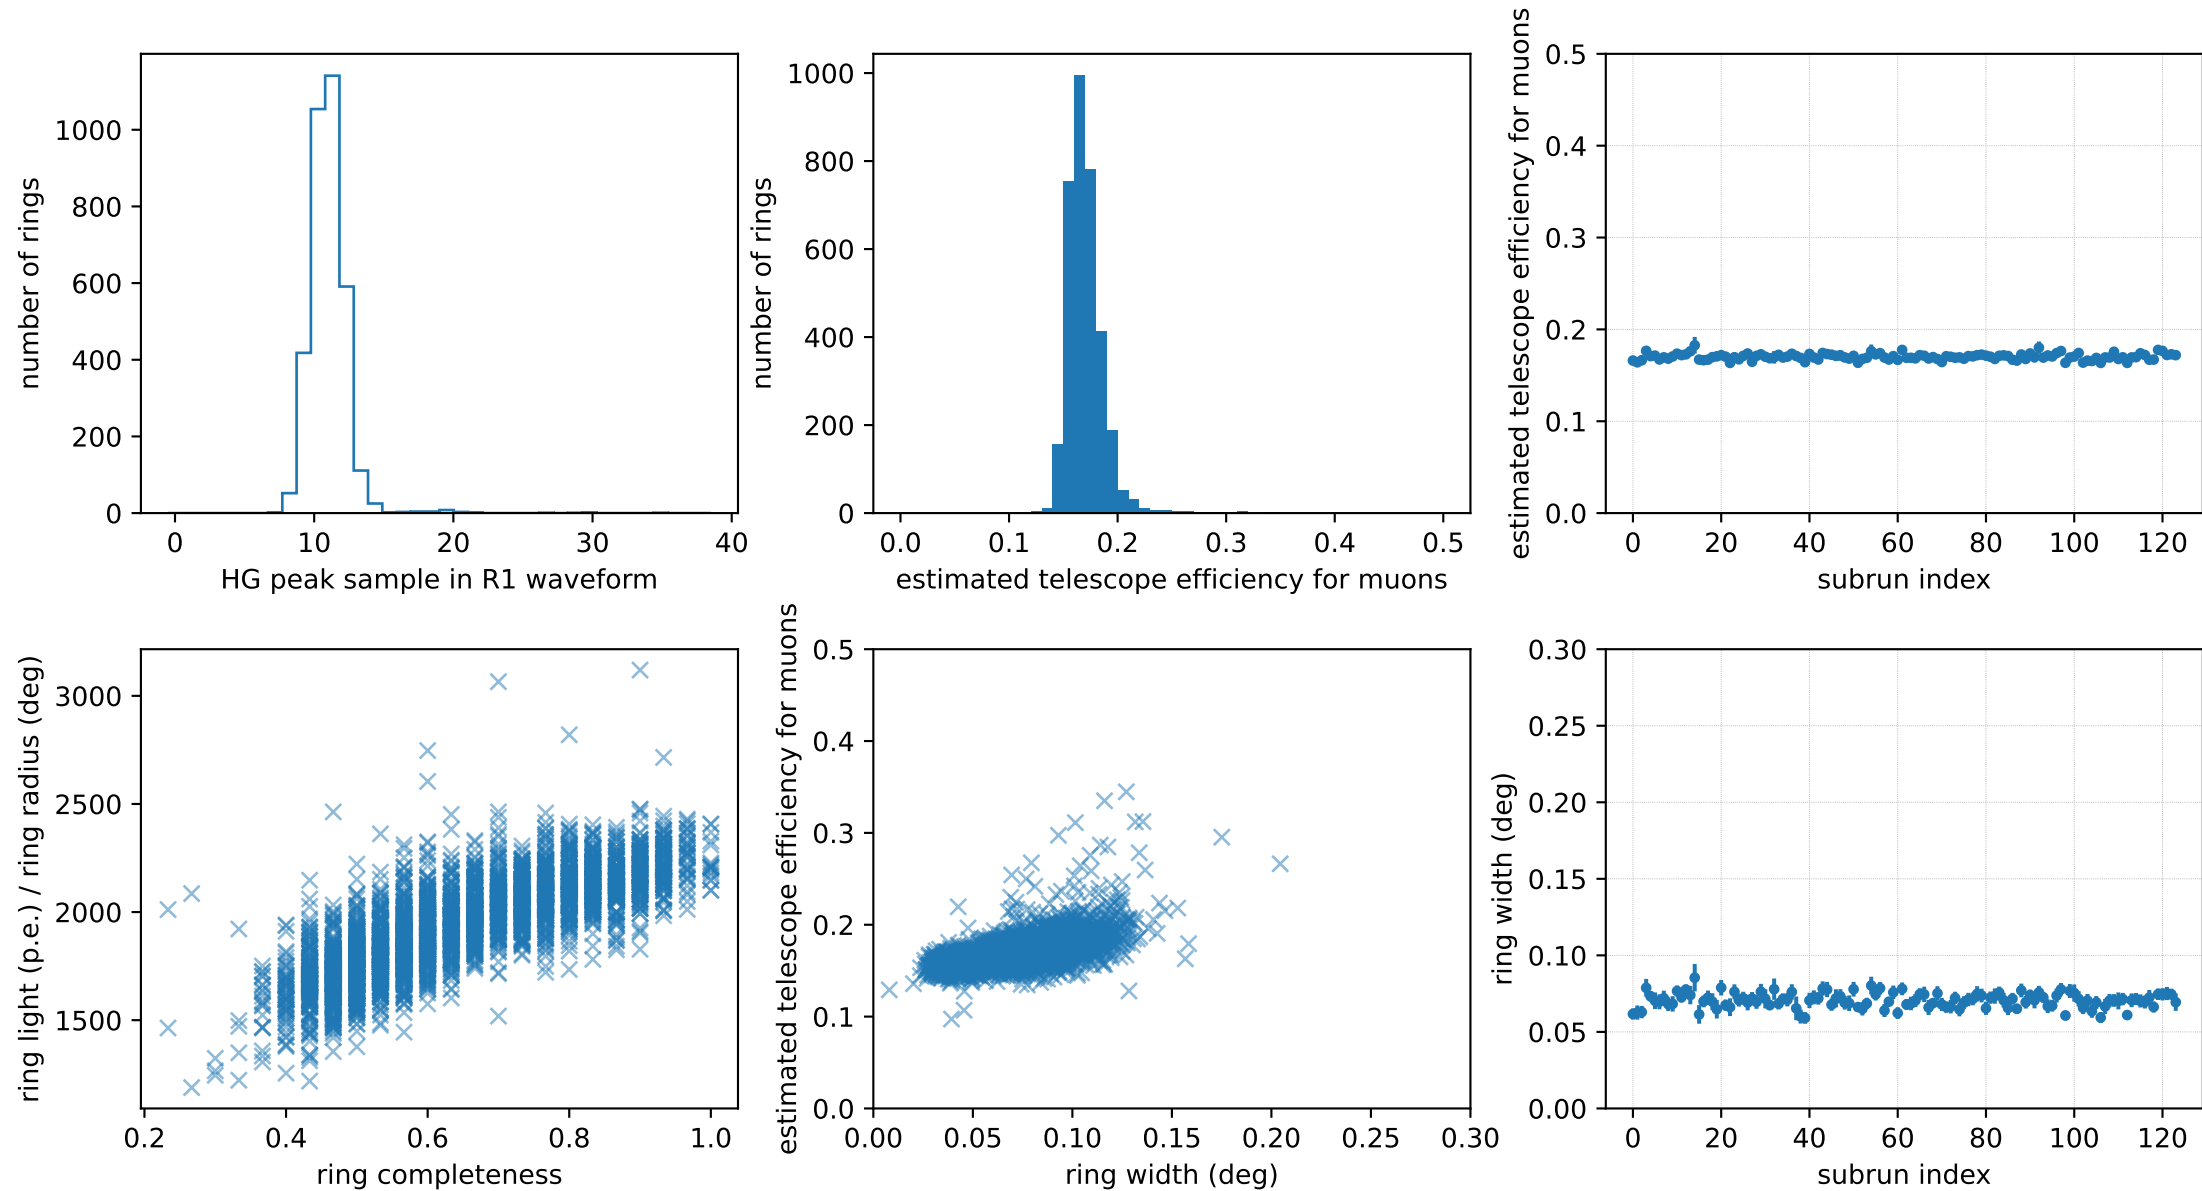 1000
800
600
400
200
0
number of rings
0 10 20 30 40
HG peak sample in R1 waveform
1000
800
600
400
200
0
number of rings
0.0 0.1 0.2 0.3 0.4 0.5
estimated telescope efficiency for muons
0.5
0.4
0.3
0.2
0.1
0.0
estimated telescope efficiency for muons
0 20 40 60 80 100 120
subrun index
3000
2500
2000
1500
ring light (p.e.) / ring radius (deg)
0.2 0.4 0.6 0.8 1.0
ring completeness
0.5
0.4
0.3
0.2
0.1
0.0
estimated telescope efficiency for muons
0.00 0.05 0.10 0.15 0.20 0.25 0.30
ring width (deg)
0.30
0.25
0.20
0.15
0.10
0.05
0.00
ring width (deg)
0 20 40 60 80 100 120
subrun index